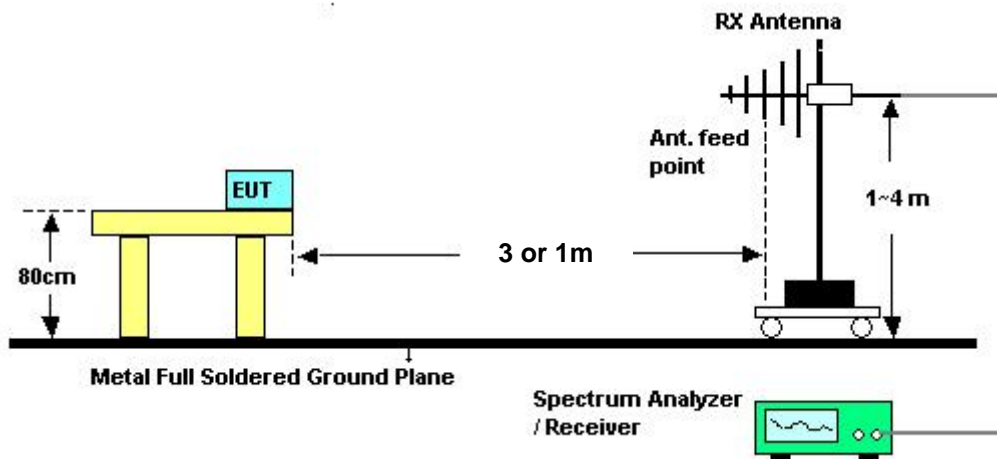 RX Antenna
Ant. feed
point
EUT
1~4 m
3 or 1m
80cm
Metal Full Soldered Ground Plane
Spectrum Analyzer
/ Receiver